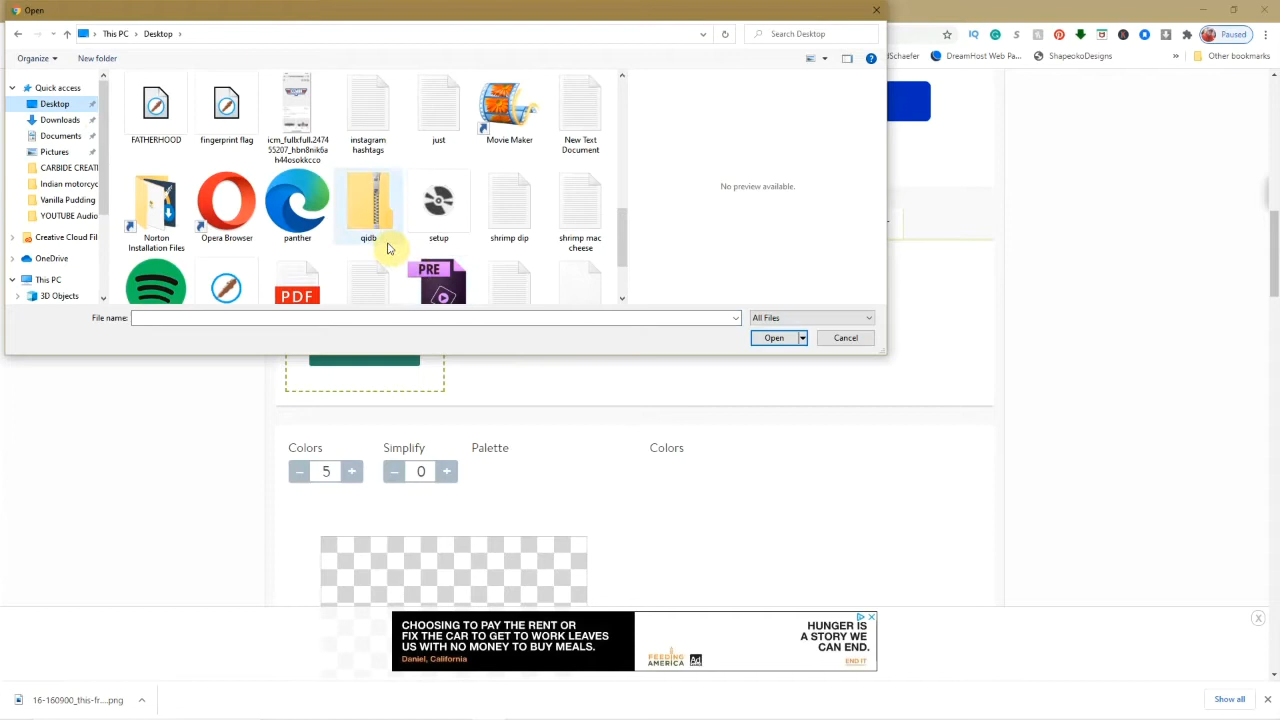 Open
This PC
Desktop
Search Desktop
Paused
Organize
New folder
Schaefer
DreamHost Web Pa...
ShapeokoDesigns
»
Other bookmarks
Quick access
Desktop
Downloads
Documents
Pictures
CARBIDE CREATI
Indian motorcyc
Vanilla Pudding
YOUTUBE Audio
Creative Cloud Fil
OneDrive
This PC
3D Objects
FATHERHOOD
fingerprint flag
icm_fullxfull.2474
55207_hbn8nik6a
h44osokkcco
instagram
hashtags
just
Movie Maker
New Text
Document
Norton
Installation Files
Opera Browser
panther
qidb
setup
shrimp dip
shrimp mac
cheese
PDF
PRE
No preview available.
File name:
All Files
Open
Cancel
Colors
Simplify
Palette
Colors
– 5 +
– 0 +
CHOOSING TO PAY THE RENT OR
FIX THE CAR TO GET TO WORK LEAVES
US WITH NO MONEY TO BUY MEALS.
Daniel, California
FEEDING
AMERICA
Ad
HUNGER IS
A STORY WE
CAN END.
END IT
X
16-160900_this-fr....png
Show all